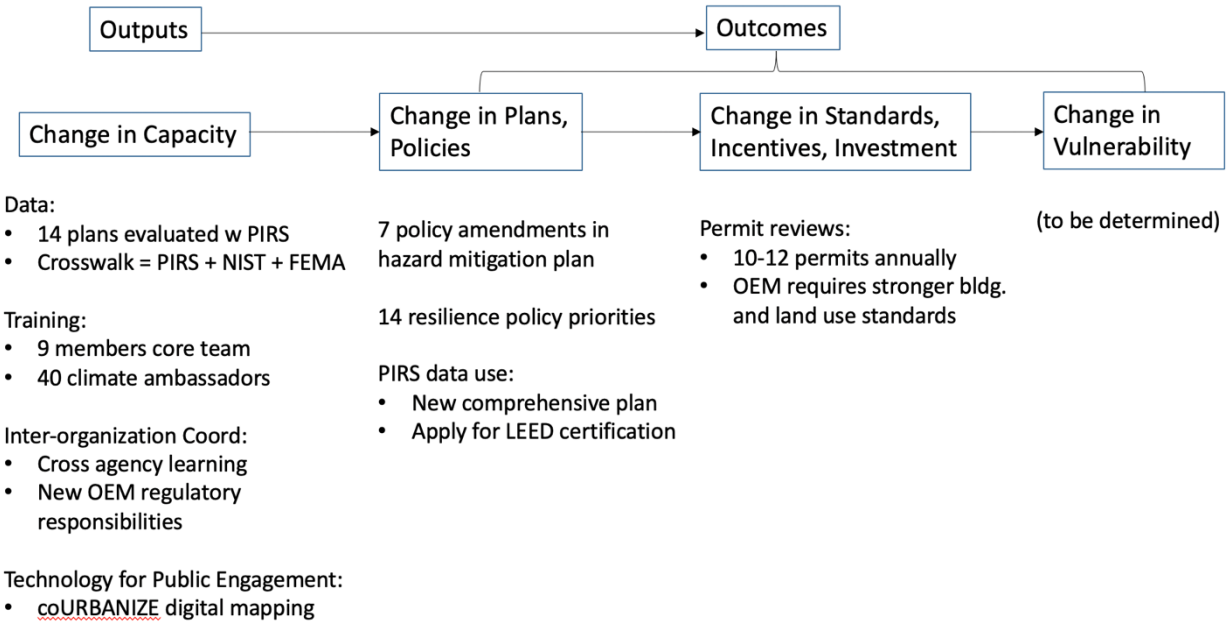 Outputs
Outcomes
Change in Capacity
Change in Plans,
Policies
Change in Standards,
Incentives, Investment
Change in
Vulnerability
Data:
• 14 plans evaluated w PIRS
• Crosswalk = PIRS + NIST + FEMA
Training:
• 9 members core team
• 40 climate ambassadors
Inter-organization Coord:
• Cross agency learning
• New OEM regulatory
responsibilities
Technology for Public Engagement:
• coURBANIZE digital mapping
7 policy amendments in
hazard mitigation plan
14 resilience policy priorities
PIRS data use:
• New comprehensive plan
• Apply for LEED certification
Permit reviews:
• 10-12 permits annually
• OEM requires stronger bldg.
and land use standards
(to be determined)